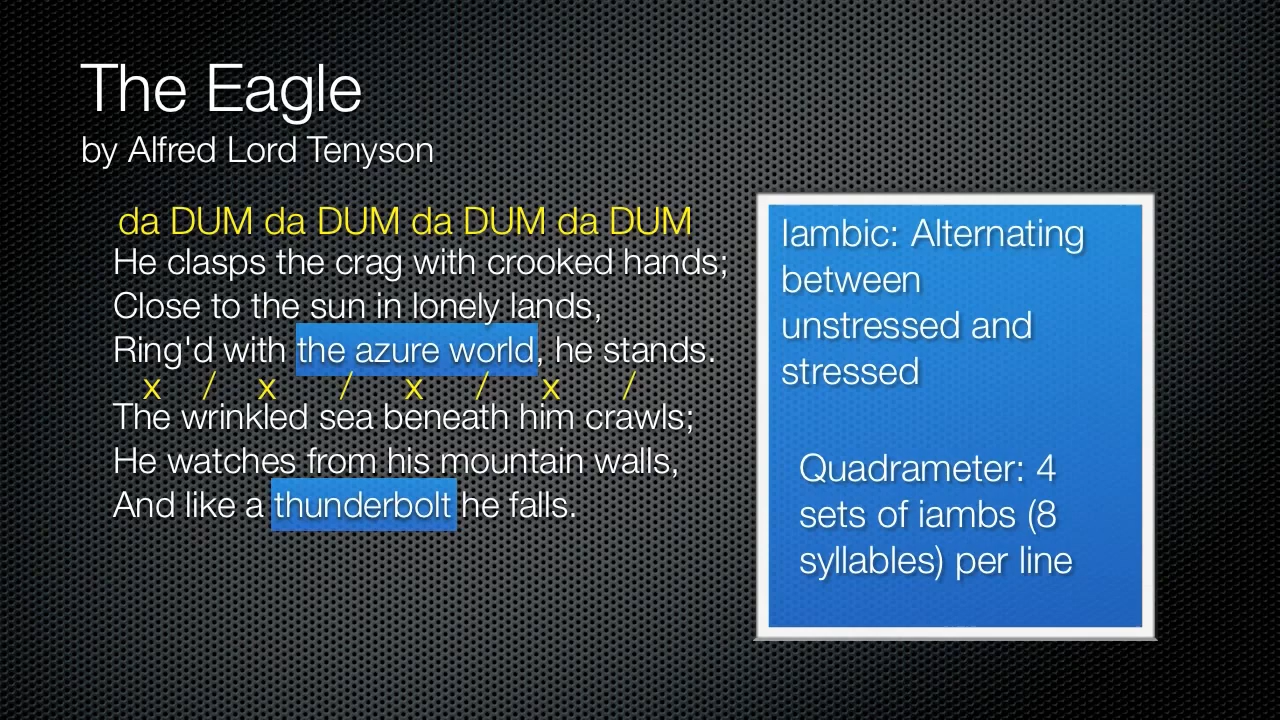 The Eagle
by Alfred Lord Tenyson
da DUM da DUM da DUM da DUM
He clasps the crag with crooked hands;
Close to the sun in lonely lands,
Ring'd with the azure world, he stands.
x / x / x / x /
The wrinkled sea beneath him crawls;
He watches from his mountain walls,
And like a thunderbolt he falls.
Iambic: Alternating
between
unstressed and
stressed
Quadrameter: 4
sets of iambs (8
syllables) per line